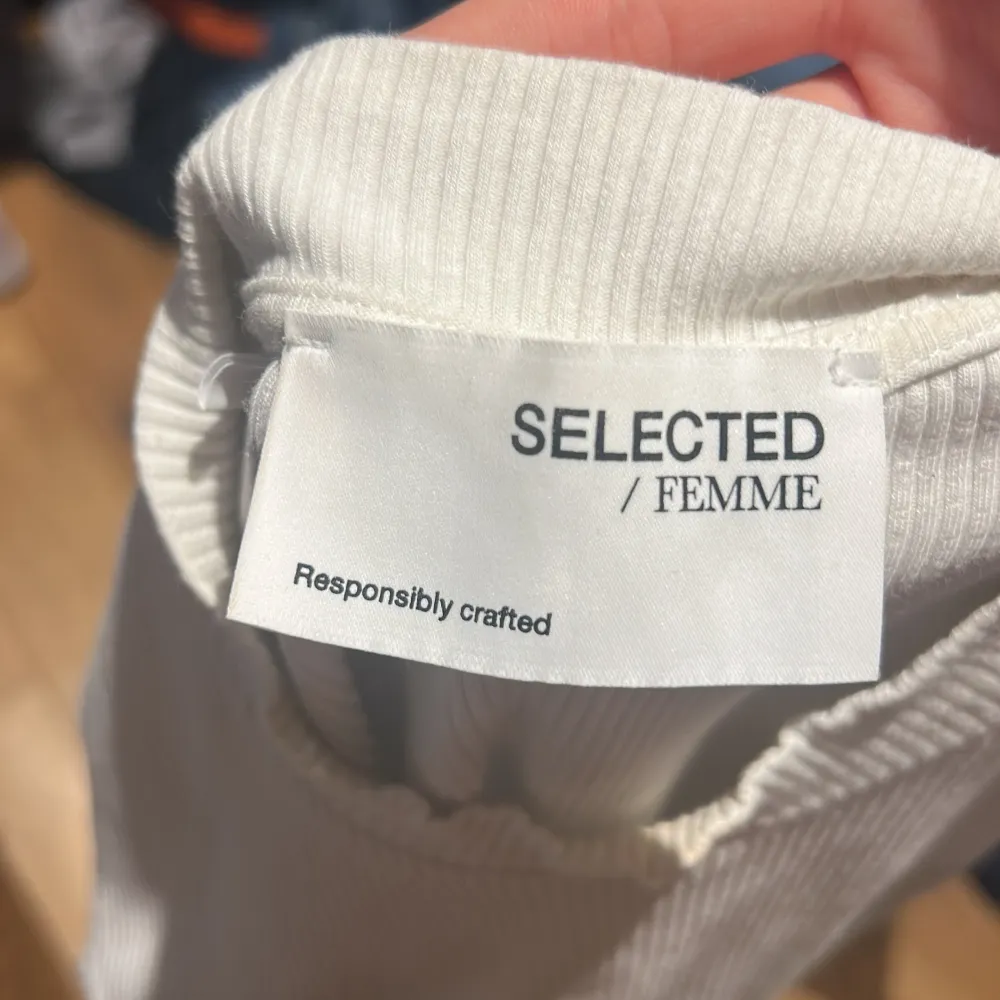 SELECTED
/ FEMME
Responsibly crafted